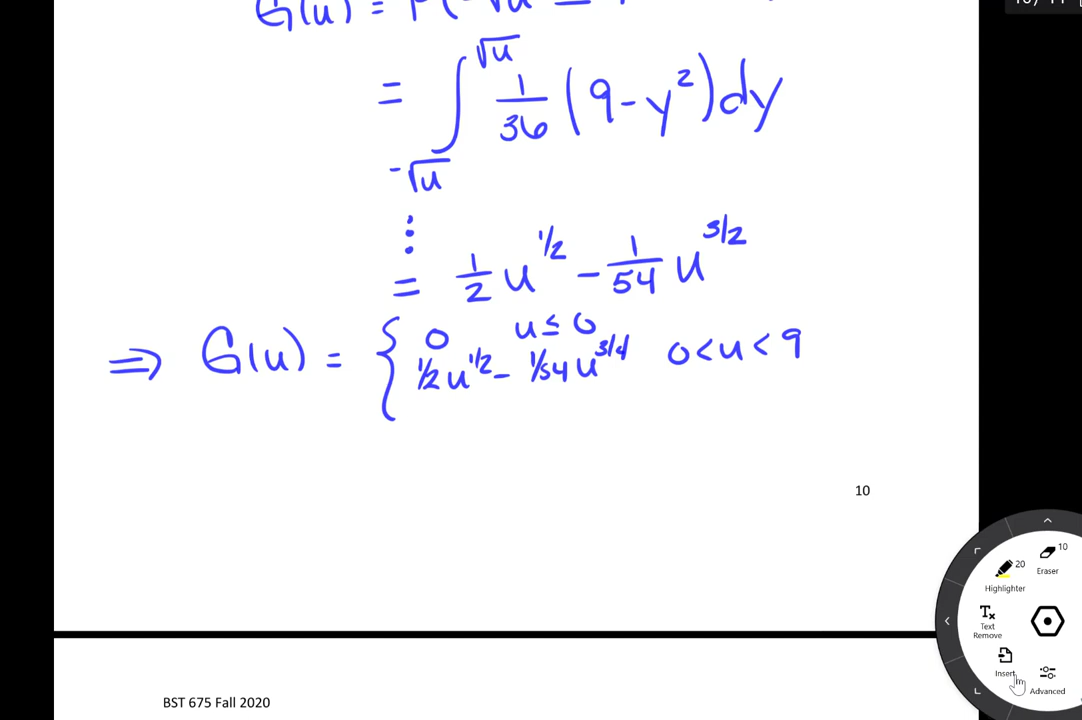 G(u) =
= ∫_{-√u}^{√u} 1/36 (9-y²)dy
⋮
= 1/2 u^{1/2} - 1/54 u^{3/2}
⇒ G(u) = { 0 u ≤ 0
1/2 u^{1/2} - 1/54 u^{3/4} 0<u<9
10
10
Eraser
20
Highlighter
Tx
Text
Remove
Insert
Advanced
BST 675 Fall 2020